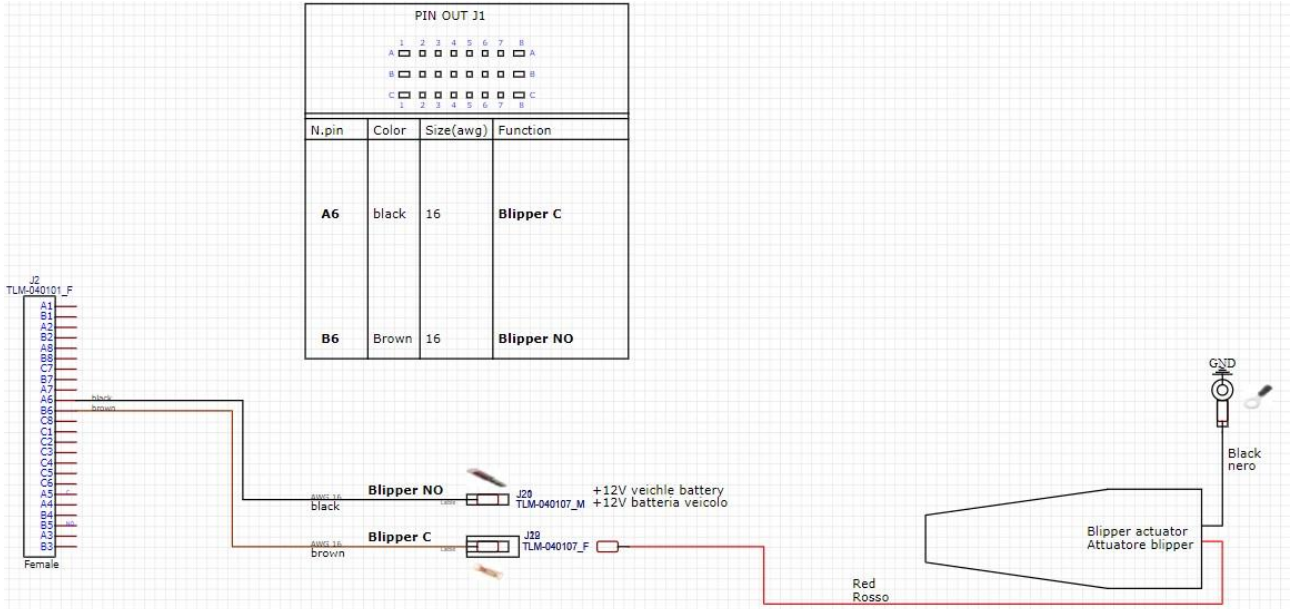 PIN OUT J1
1 2 3 4 5 6 7 8
A A
B B
C C
1 2 3 4 5 6 7 8
N.pin Color Size(awg) Function
A6 black 16 Blipper C
B6 Brown 16 Blipper NO
J2
TLM-040101_F
A1
B1
A2
B2
A8
B8
C7
B7
A7
A6
B6
C8
C1
C2
C3
C4
C5
C6
A5
A4
B4
B5
A3
B3
Female
black
brown
Blipper NO
AWG 16
black
TLM-040107_M
+12V veichle battery
+12V batteria veicolo
Blipper C
AWG 16
brown
TLM-040107_F
Red
Rosso
Blipper actuator
Attuatore blipper
GND
Black
nero